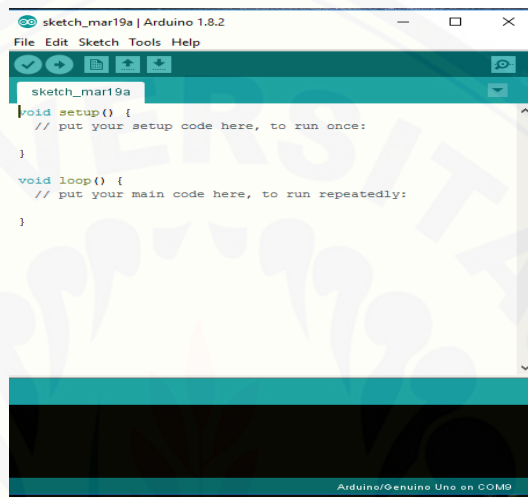 sketch_mar19a | Arduino 1.8.2
File Edit Sketch Tools Help
sketch_mar19a
void setup() {
// put your setup code here, to run once:
}
void loop() {
// put your main code here, to run repeatedly:
}
Arduino/Genuino Uno on COM9